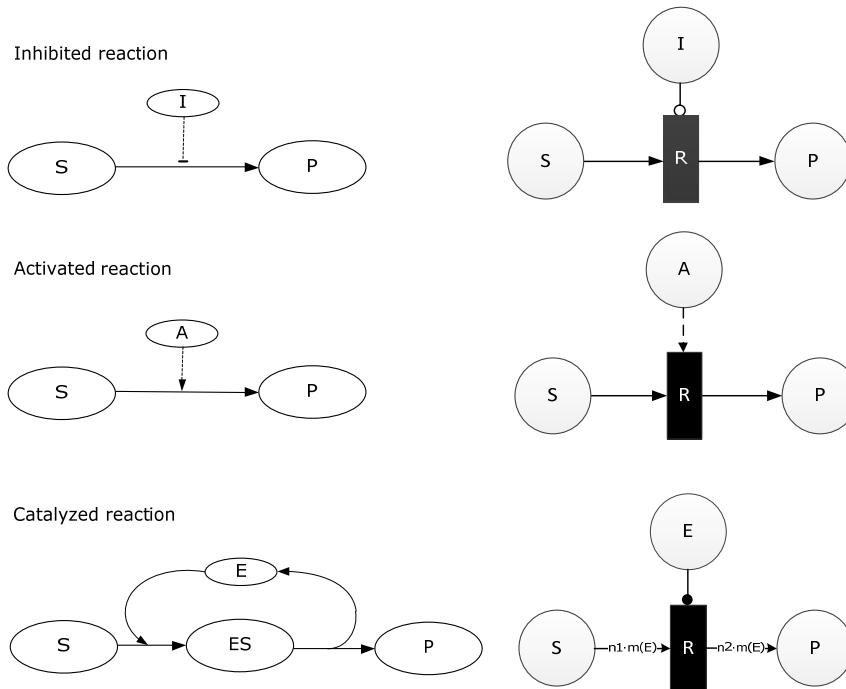 Inhibited reaction
I
S
P
I
S
R
P
Activated reaction
A
S
P
A
S
R
P
Catalyzed reaction
E
S
ES
P
E
S
n1·m(E)
R
n2·m(E)
P